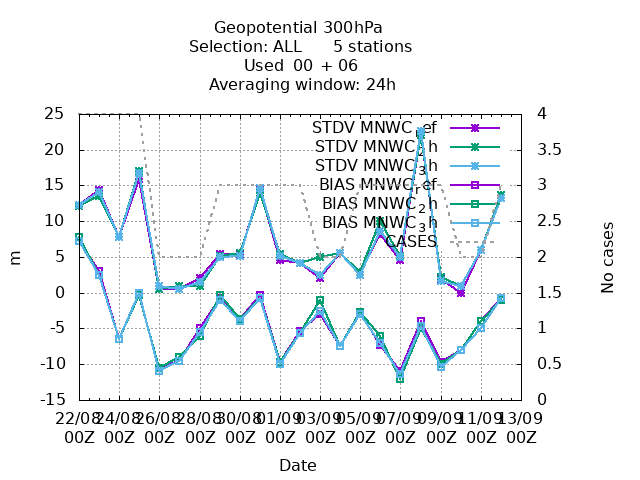 Geopotential 300hPa
Selection: ALL 5 stations
Used 00 + 06
Averaging window: 24h
25 20 15 10 5 0 -5 -10 -15
m
4 3.5 3 2.5 2 1.5 1 0.5 0
No cases
STDV MNWC_ref
STDV MNWC_2h
STDV MNWC_3h
BIAS MNWC_ref
BIAS MNWC_2h
BIAS MNWC_3h
CASES
22/08 24/08 26/08 28/08 30/08 01/09 03/09 05/09 07/09 09/09 11/09 13/09
00Z 00Z 00Z 00Z 00Z 00Z 00Z 00Z 00Z 00Z 00Z 00Z
Date